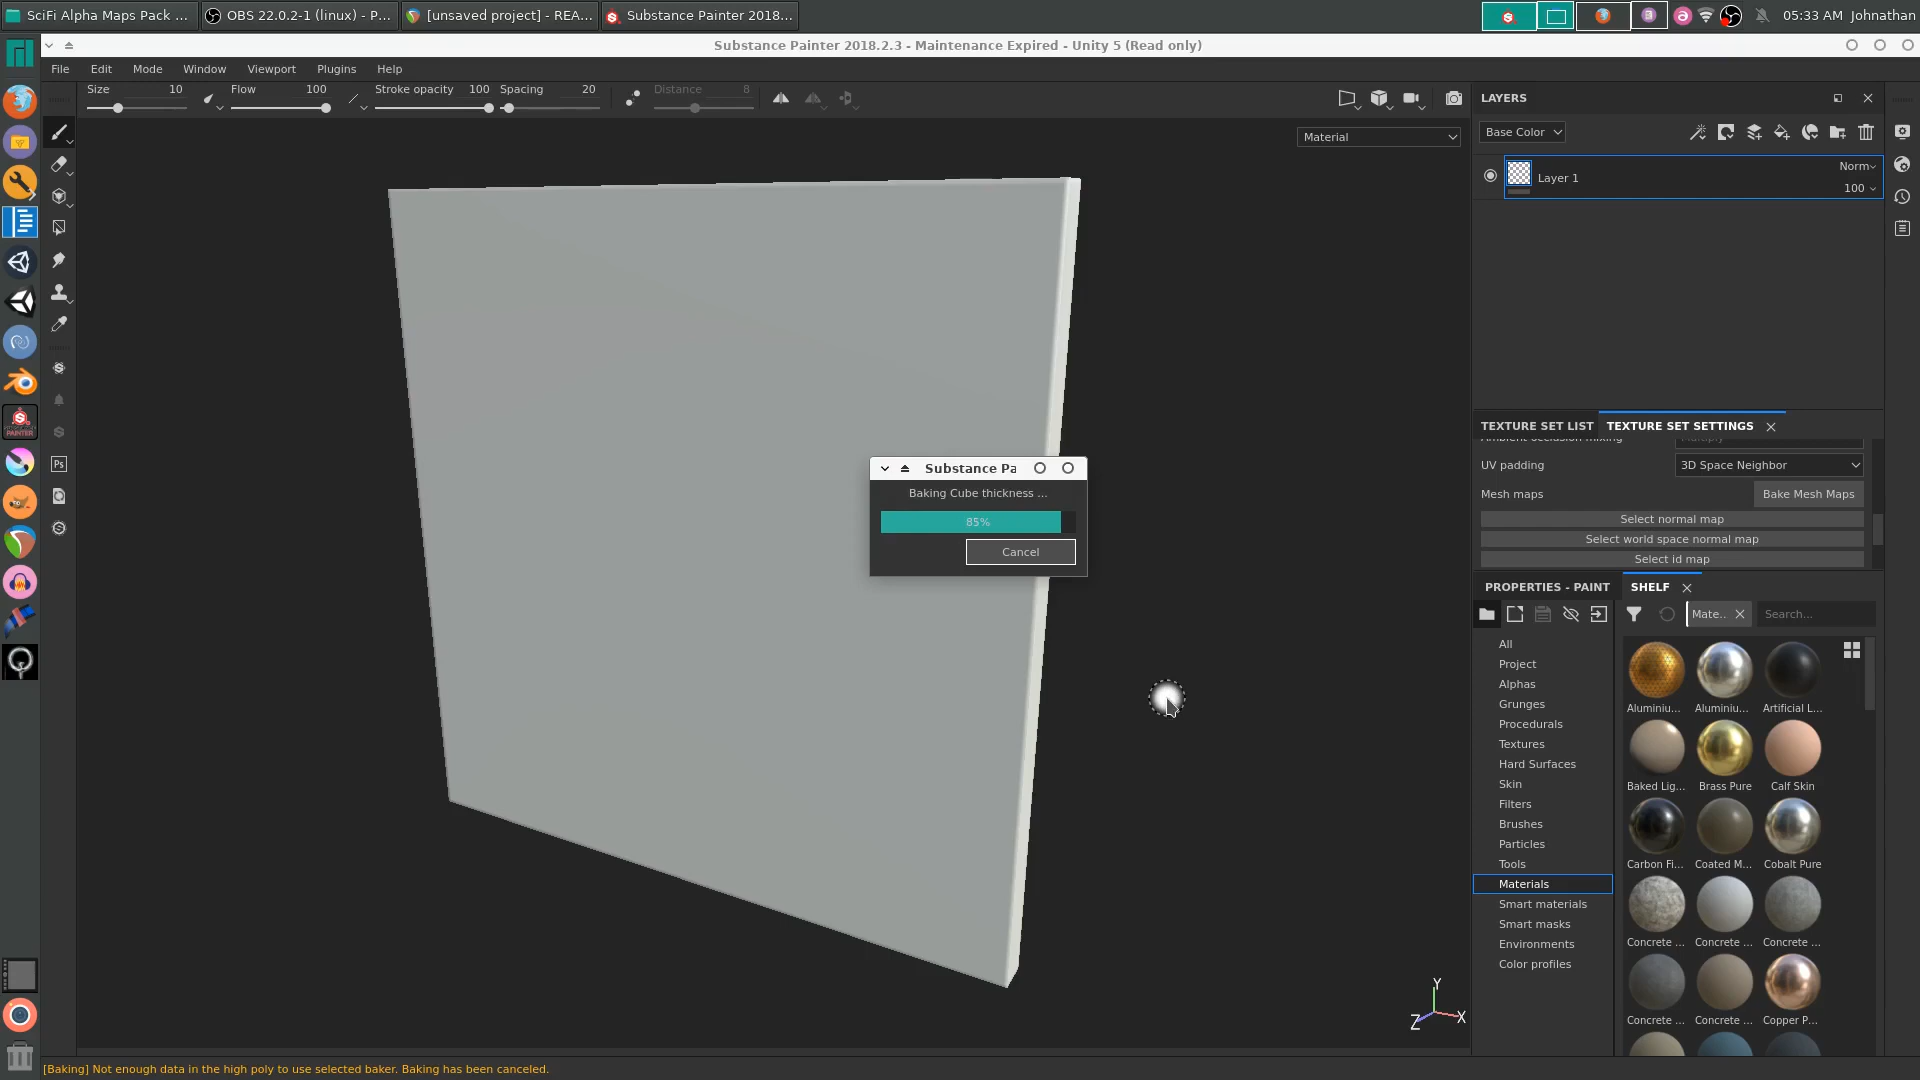 SciFi Alpha Maps Pack ...
OBS 22.0.2-1 (linux) - P...
[unsaved project] - REA...
Substance Painter 2018...
05:33 AM Johnathan
Substance Painter 2018.2.3 - Maintenance Expired - Unity 5 (Read only)
File Edit Mode Window Viewport Plugins Help
Size 10
Flow 100
Stroke opacity 100
Spacing 20
Distance 8
Material
LAYERS
Base Color
Layer 1
Norm
100
TEXTURE SET LIST
TEXTURE SET SETTINGS
Ambient occlusion mixing Multiply
UV padding 3D Space Neighbor
Mesh maps Bake Mesh Maps
Select normal map
Select world space normal map
Select id map
Substance Pa
Baking Cube thickness ...
85%
Cancel
PROPERTIES - PAINT
SHELF
Mate..
Search...
All
Project
Alphas
Grunges
Procedurals
Textures
Hard Surfaces
Skin
Filters
Brushes
Particles
Tools
Materials
Smart materials
Smart masks
Environments
Color profiles
Aluminiu... Aluminiu... Artificial L...
Baked Lig... Brass Pure Calf Skin
Carbon Fi... Coated M... Cobalt Pure
Concrete ... Concrete ... Concrete ...
Concrete ... Concrete ... Copper P...
PAINTER
Ps
Y
Z
X
[Baking] Not enough data in the high poly to use selected baker. Baking has been canceled.